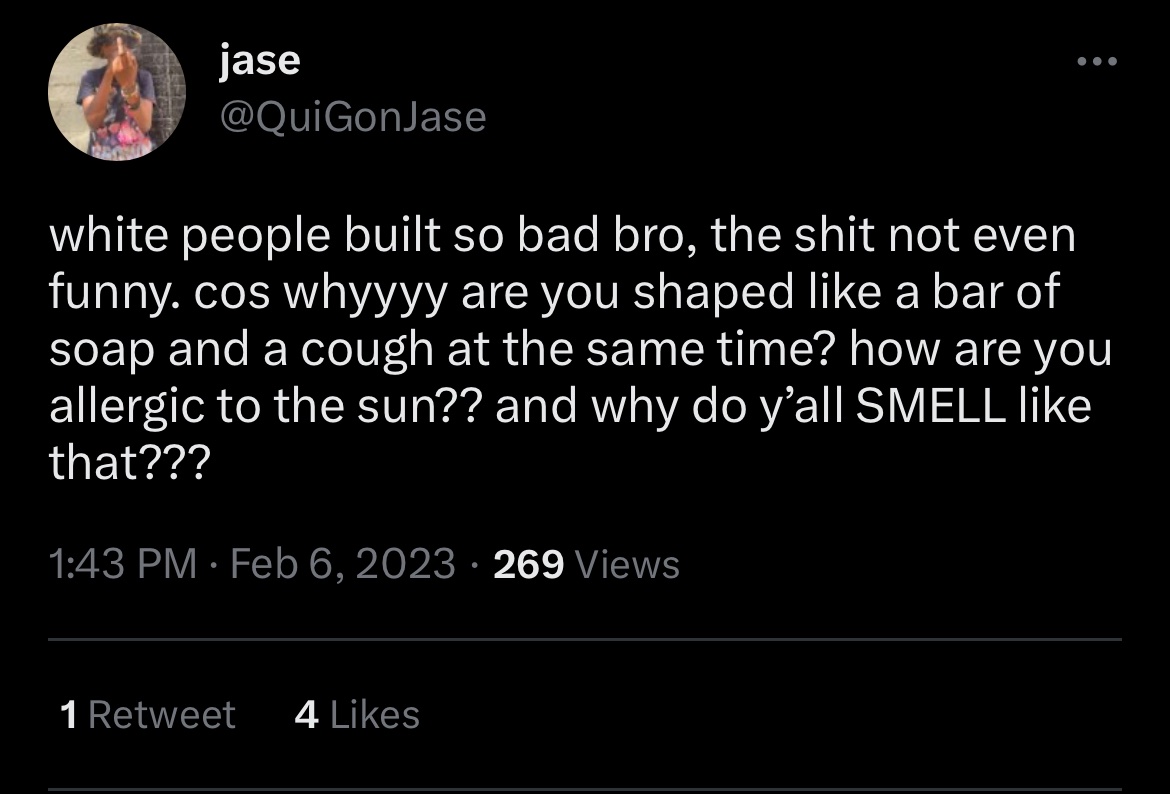 jase
@QuiGonJase
white people built so bad bro, the shit not even
funny. cos whyyyy are you shaped like a bar of
soap and a cough at the same time? how are you
allergic to the sun?? and why do y’all SMELL like
that???
1:43 PM · Feb 6, 2023 · 269 Views
1 Retweet 4 Likes